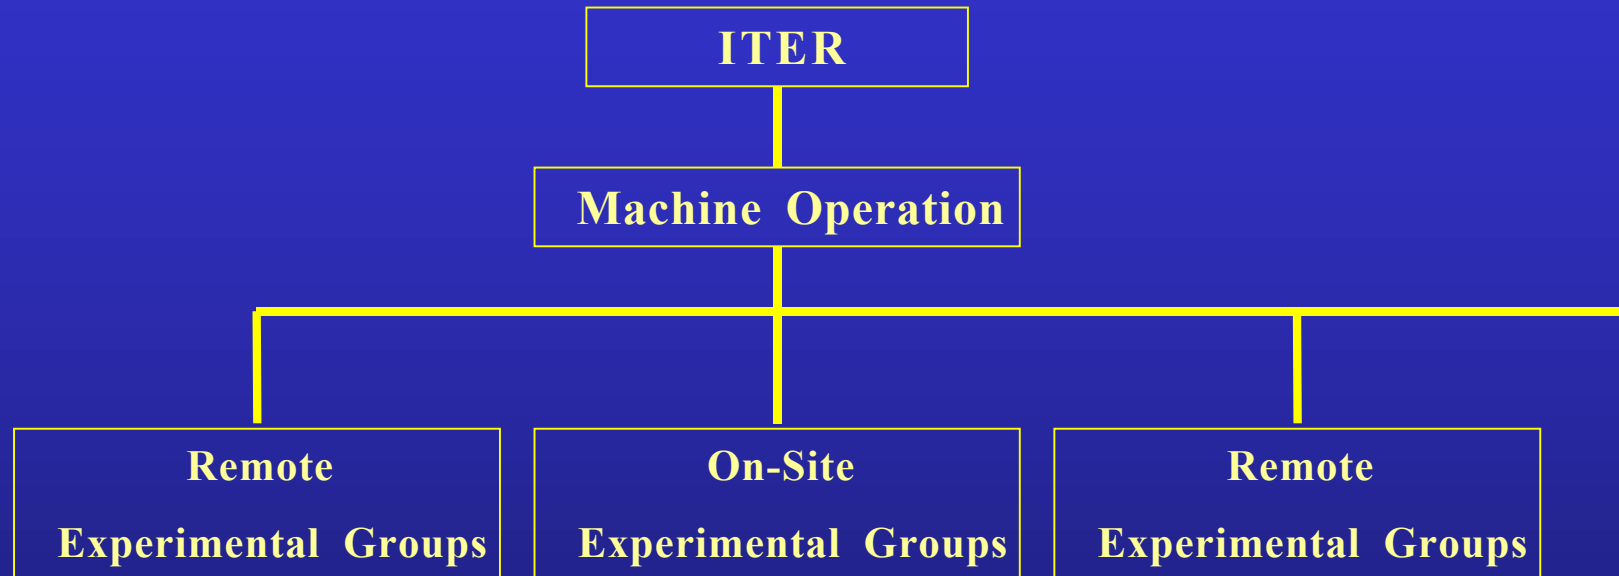 ITER
Machine Operation
Remote
Experimental Groups
On-Site
Experimental Groups
Remote
Experimental Groups